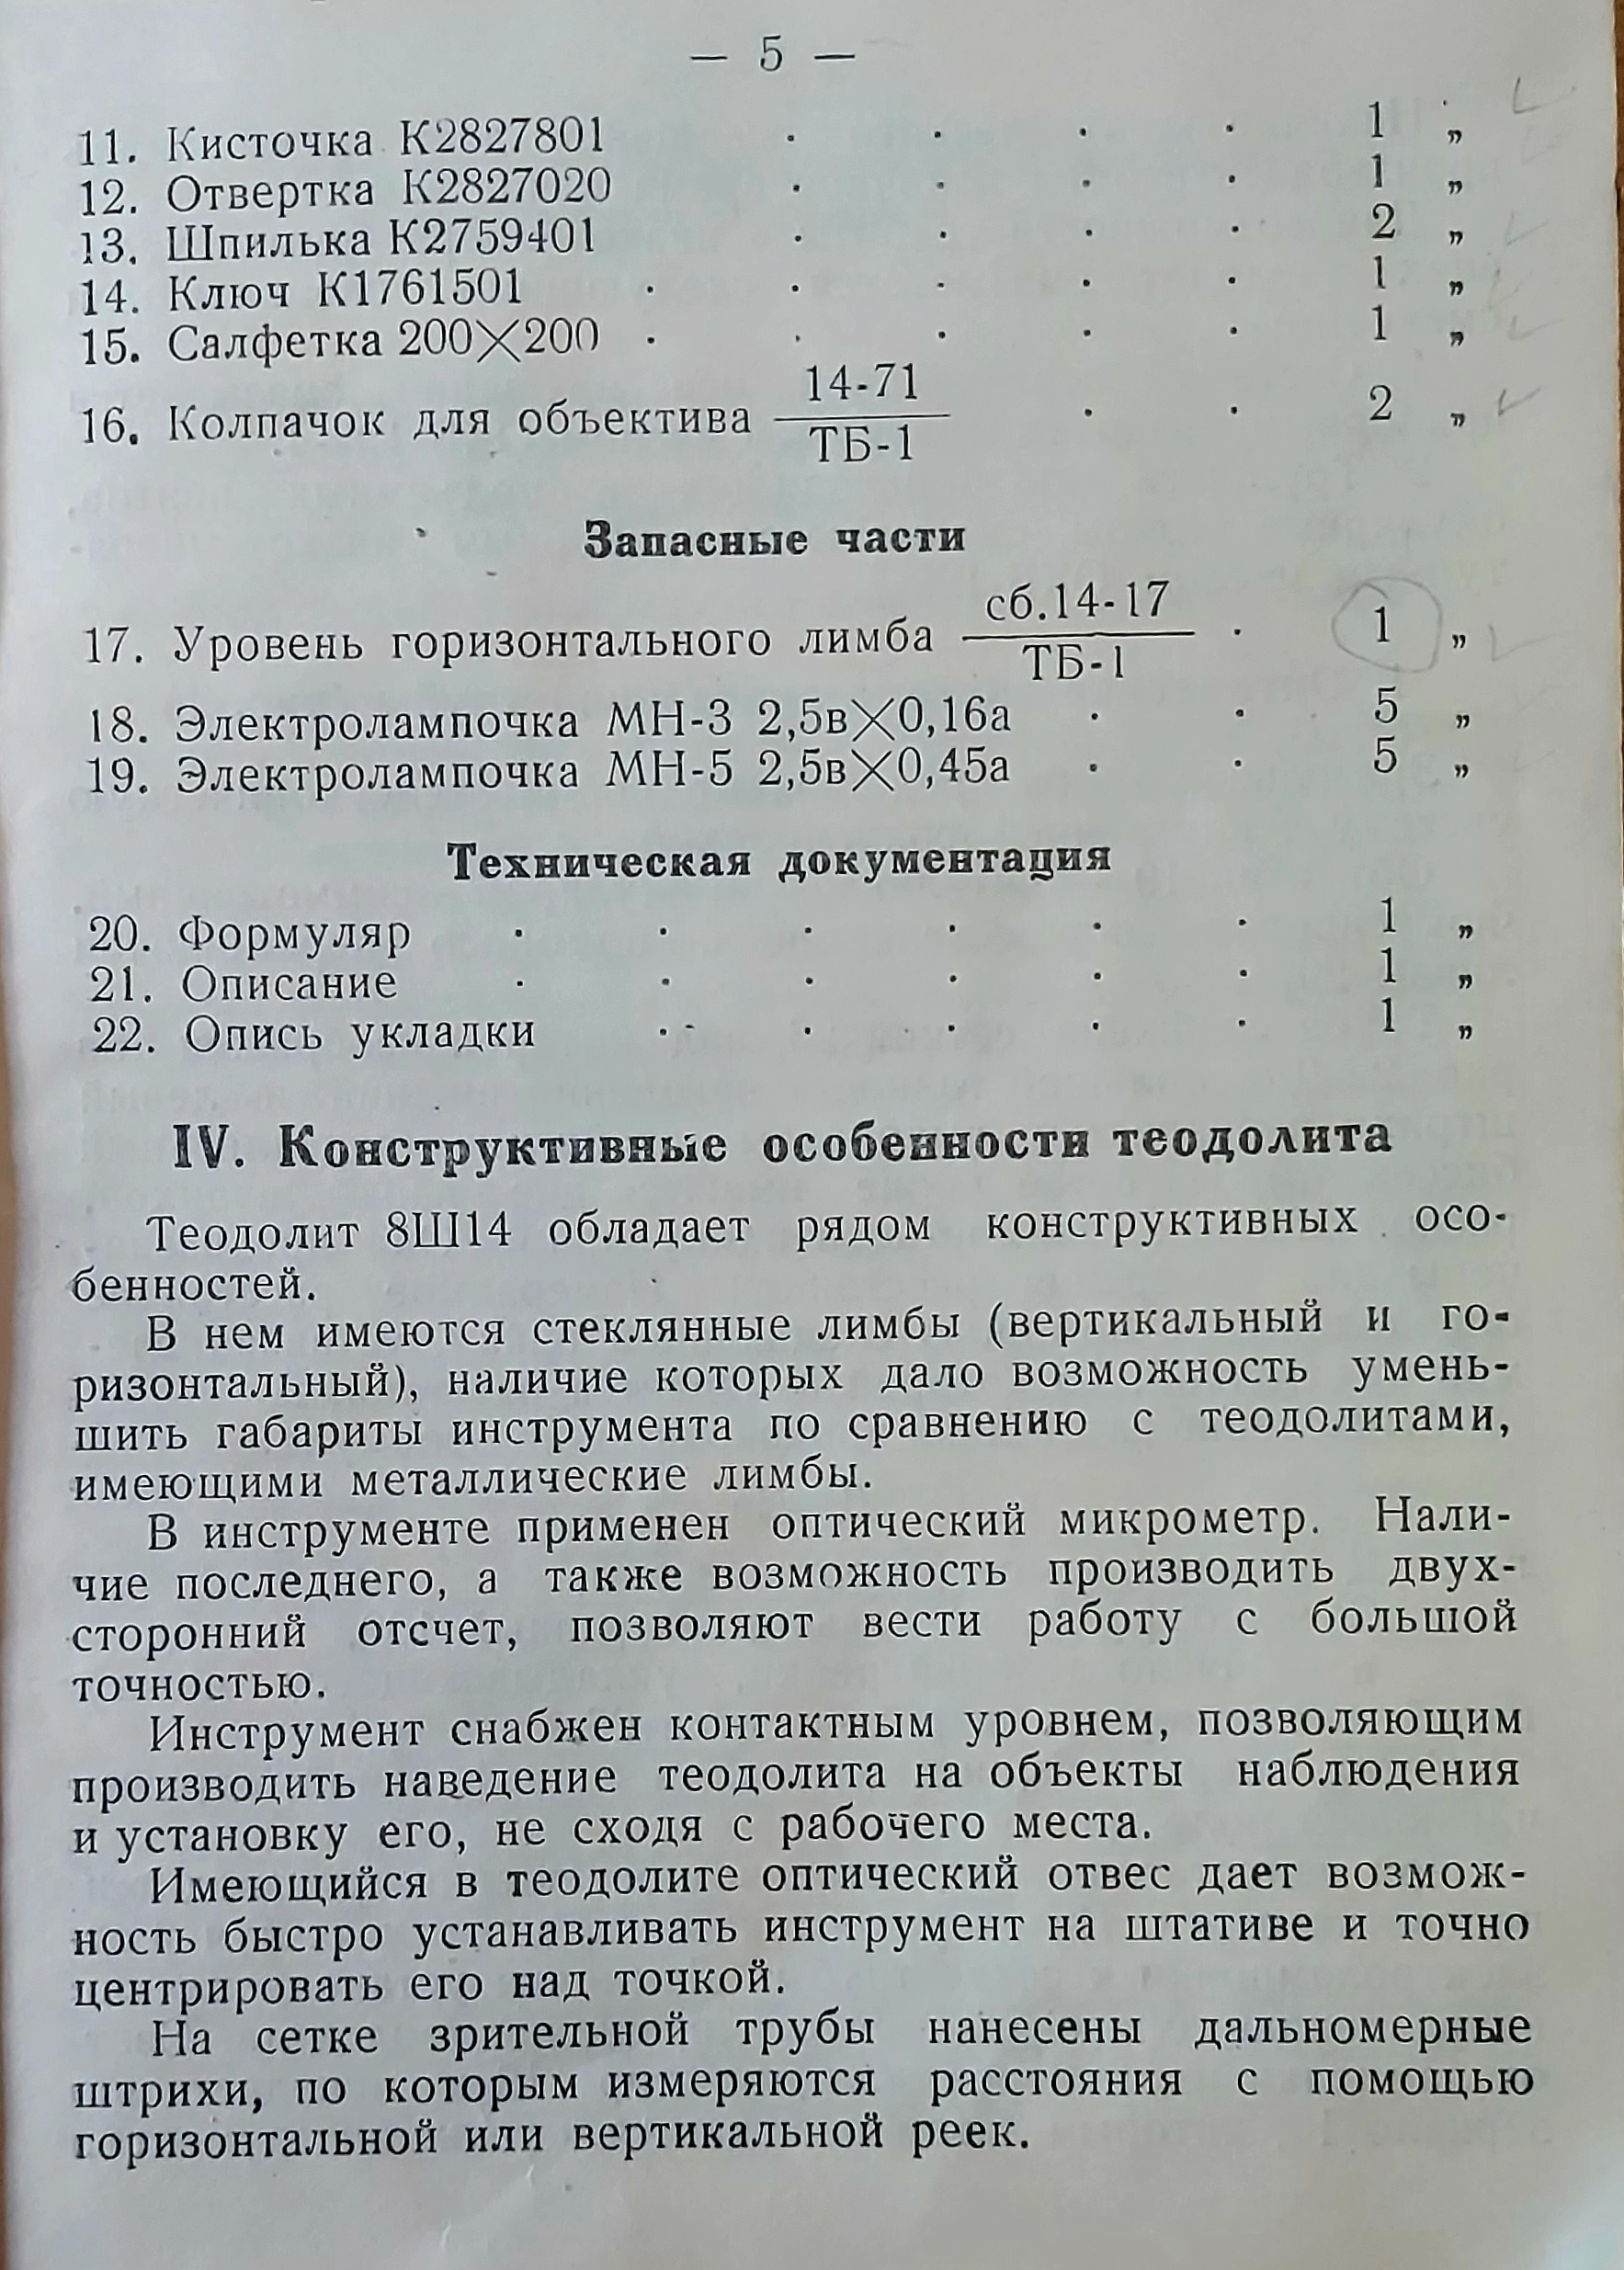 — 5 —
11. Кисточка К2827801 . . . . 1 „
12. Отвертка К2827020 . . . . 1 „
13. Шпилька К2759401 . . . . 2 „
14. Ключ К1761501 . . . . . 1 „
15. Салфетка 200×200 . . . . . 1 „
16. Колпачок для объектива 14-71/ТБ-1 . . 2 „
Запасные части
17. Уровень горизонтального лимба сб.14-17/ТБ-1 . 1 „
18. Электролампочка МН-3 2,5в×0,16а . . 5 „
19. Электролампочка МН-5 2,5в×0,45а . . 5 „
Техническая документация
20. Формуляр . . . . . . 1 „
21. Описание . . . . . . 1 „
22. Опись укладки . . . . . 1 „
IV. Конструктивные особенности теодолита
Теодолит 8Ш14 обладает рядом конструктивных осо-
бенностей.
В нем имеются стеклянные лимбы (вертикальный и го-
ризонтальный), наличие которых дало возможность умень-
шить габариты инструмента по сравнению с теодолитами,
имеющими металлические лимбы.
В инструменте применен оптический микрометр. Нали-
чие последнего, а также возможность производить двух-
сторонний отсчет, позволяют вести работу с большой
точностью.
Инструмент снабжен контактным уровнем, позволяющим
производить наведение теодолита на объекты наблюдения
и установку его, не сходя с рабочего места.
Имеющийся в теодолите оптический отвес дает возмож-
ность быстро устанавливать инструмент на штативе и точно
центрировать его над точкой.
На сетке зрительной трубы нанесены дальномерные
штрихи, по которым измеряются расстояния с помощью
горизонтальной или вертикальной реек.